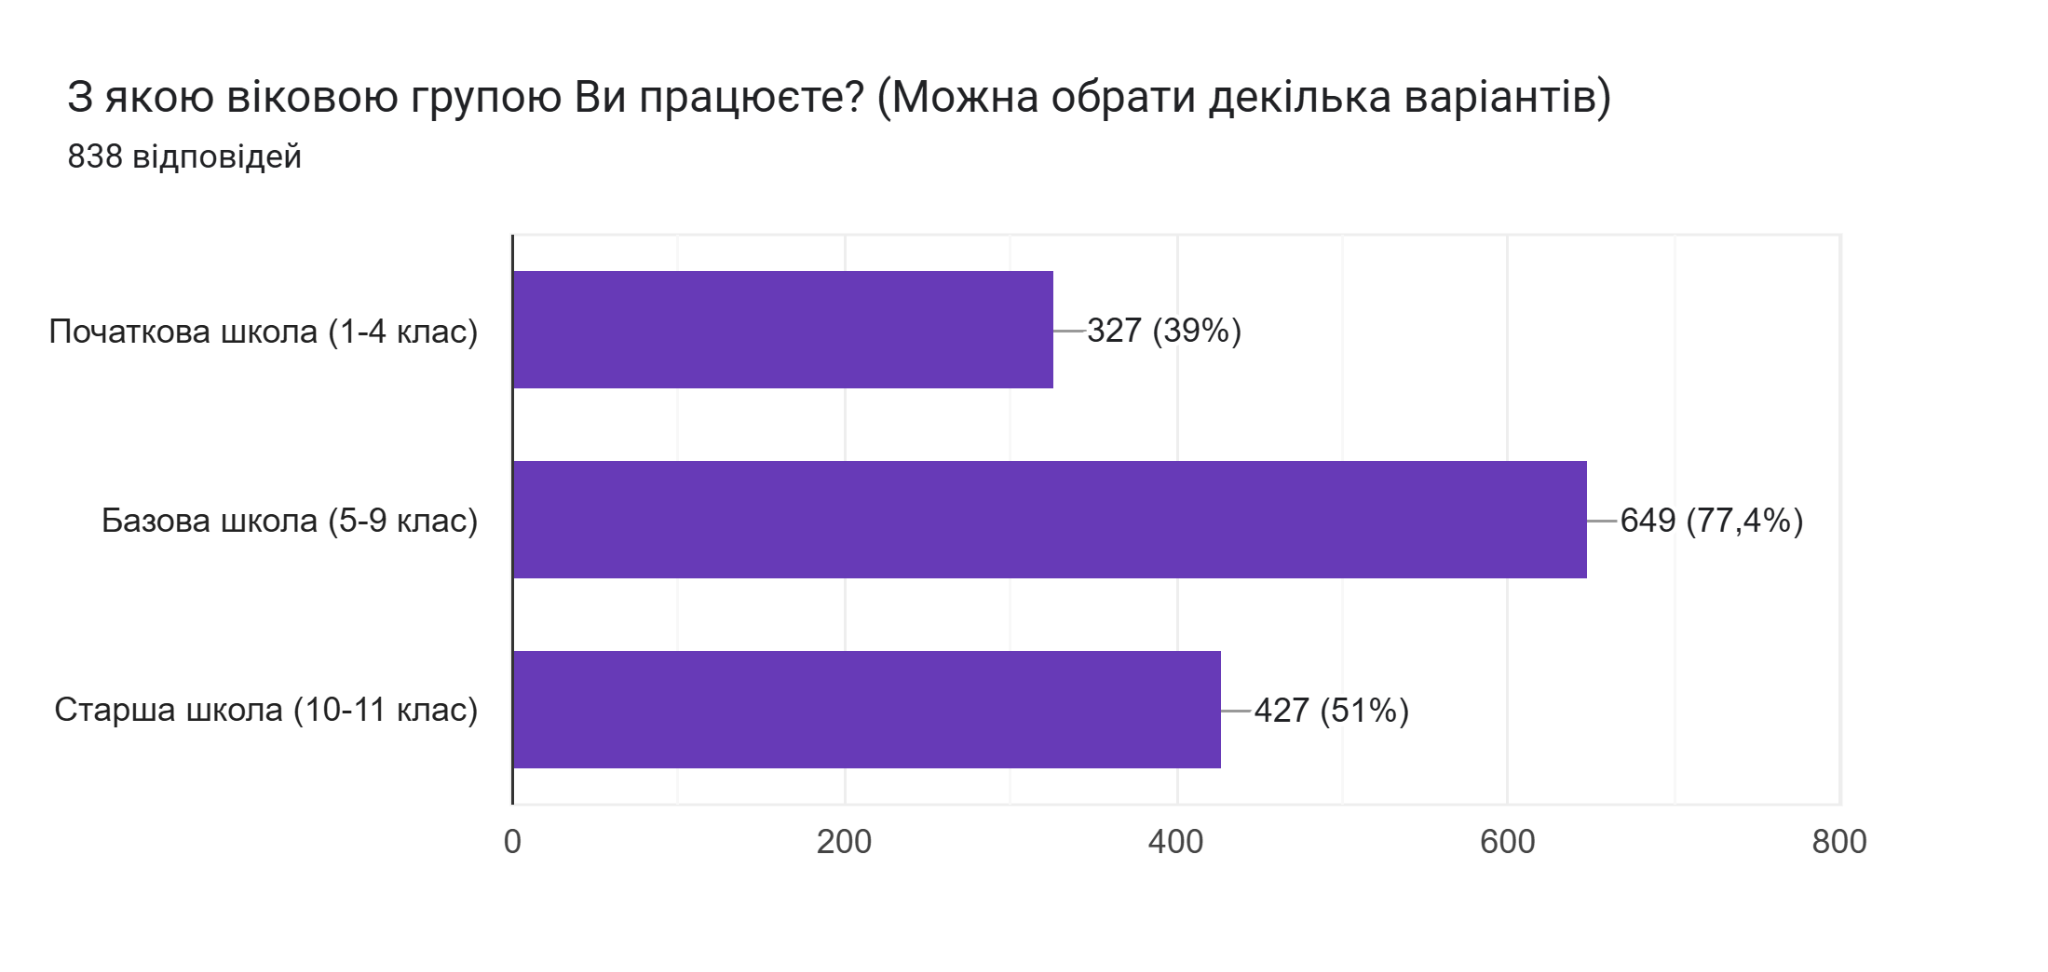 З якою віковою групою Ви працюєте? (Можна обрати декілька варіантів)
838 відповідей
Початкова школа (1-4 клас)
327 (39%)
Базова школа (5-9 клас)
649 (77,4%)
Старша школа (10-11 клас)
427 (51%)
0 200 400 600 800